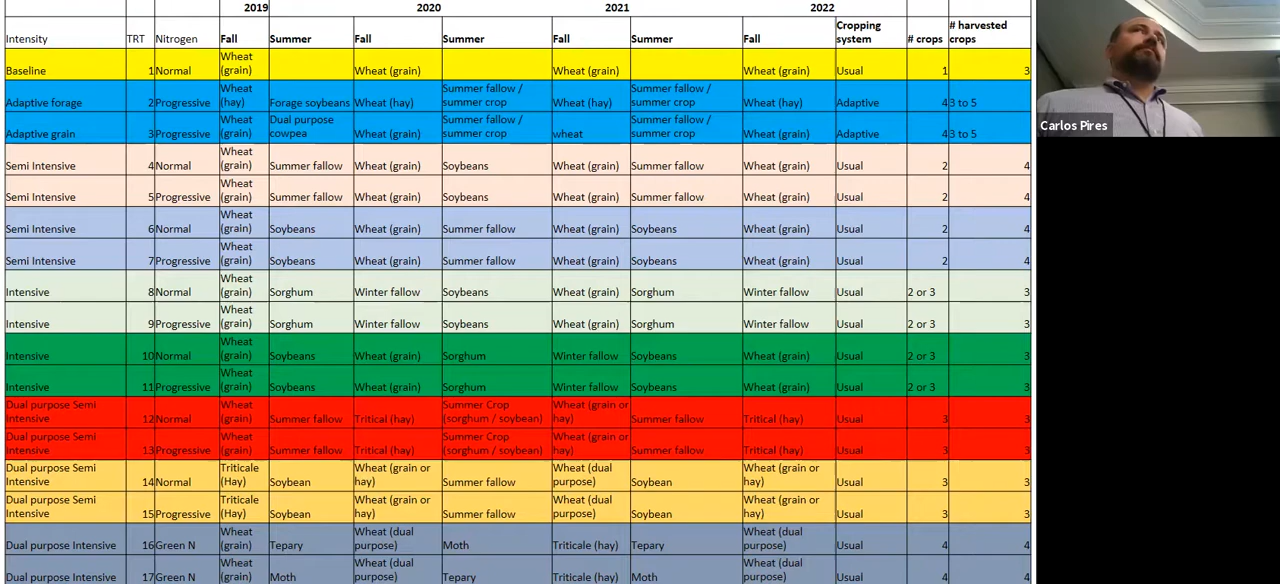 2019 2020 2021 2022
Intensity TRT Nitrogen Fall Summer Fall Summer Fall Summer Fall Cropping system # crops # harvested crops
Baseline 1 Normal Wheat (grain) Wheat (grain) Wheat (grain) Wheat (grain) Usual 1 3
Adaptive forage 2 Progressive Wheat (hay) Forage soybeans Wheat (hay) Summer fallow / summer crop Wheat (hay) Summer fallow / summer crop Wheat (hay) Adaptive 4 3 to 5
Adaptive grain 3 Progressive Wheat (grain) Dual purpose cowpea Wheat (grain) Summer fallow / summer crop wheat Summer fallow / summer crop Wheat (grain) Adaptive 4 3 to 5
Semi Intensive 4 Normal Wheat (grain) Summer fallow Wheat (grain) Soybeans Wheat (grain) Summer fallow Wheat (grain) Usual 2 4
Semi Intensive 5 Progressive Wheat (grain) Summer fallow Wheat (grain) Soybeans Wheat (grain) Summer fallow Wheat (grain) Usual 2 4
Semi Intensive 6 Normal Wheat (grain) Soybeans Wheat (grain) Summer fallow Wheat (grain) Soybeans Wheat (grain) Usual 2 4
Semi Intensive 7 Progressive Wheat (grain) Soybeans Wheat (grain) Summer fallow Wheat (grain) Soybeans Wheat (grain) Usual 2 4
Intensive 8 Normal Wheat (grain) Sorghum Winter fallow Soybeans Wheat (grain) Sorghum Winter fallow Usual 2 or 3 3
Intensive 9 Progressive Wheat (grain) Sorghum Winter fallow Soybeans Wheat (grain) Sorghum Winter fallow Usual 2 or 3 3
Intensive 10 Normal Wheat (grain) Soybeans Wheat (grain) Sorghum Winter fallow Soybeans Wheat (grain) Usual 2 or 3 3
Intensive 11 Progressive Wheat (grain) Soybeans Wheat (grain) Sorghum Winter fallow Soybeans Wheat (grain) Usual 2 or 3 3
Dual purpose Semi Intensive 12 Normal Wheat (grain) Summer fallow Tritical (hay) Summer Crop (sorghum / soybean) Wheat (grain or hay) Summer fallow Tritical (hay) Usual 3 3
Dual purpose Semi Intensive 13 Progressive Wheat (grain) Summer fallow Tritical (hay) Summer Crop (sorghum / soybean) Wheat (grain or hay) Summer fallow Tritical (hay) Usual 3 3
Dual purpose Semi Intensive 14 Normal Triticale (Hay) Soybean Wheat (grain or hay) Summer fallow Wheat (dual purpose) Soybean Wheat (grain or hay) Usual 3 3
Dual purpose Semi Intensive 15 Progressive Triticale (Hay) Soybean Wheat (grain or hay) Summer fallow Wheat (dual purpose) Soybean Wheat (grain or hay) Usual 3 3
Dual purpose Intensive 16 Green N Wheat (grain) Tepary Wheat (dual purpose) Moth Triticale (hay) Tepary Wheat (dual purpose) Usual 4 4
Dual purpose Intensive 17 Green N Wheat (grain) Moth Wheat (dual purpose) Tepary Triticale (hay) Moth Wheat (dual purpose) Usual 4 4
Carlos Pires